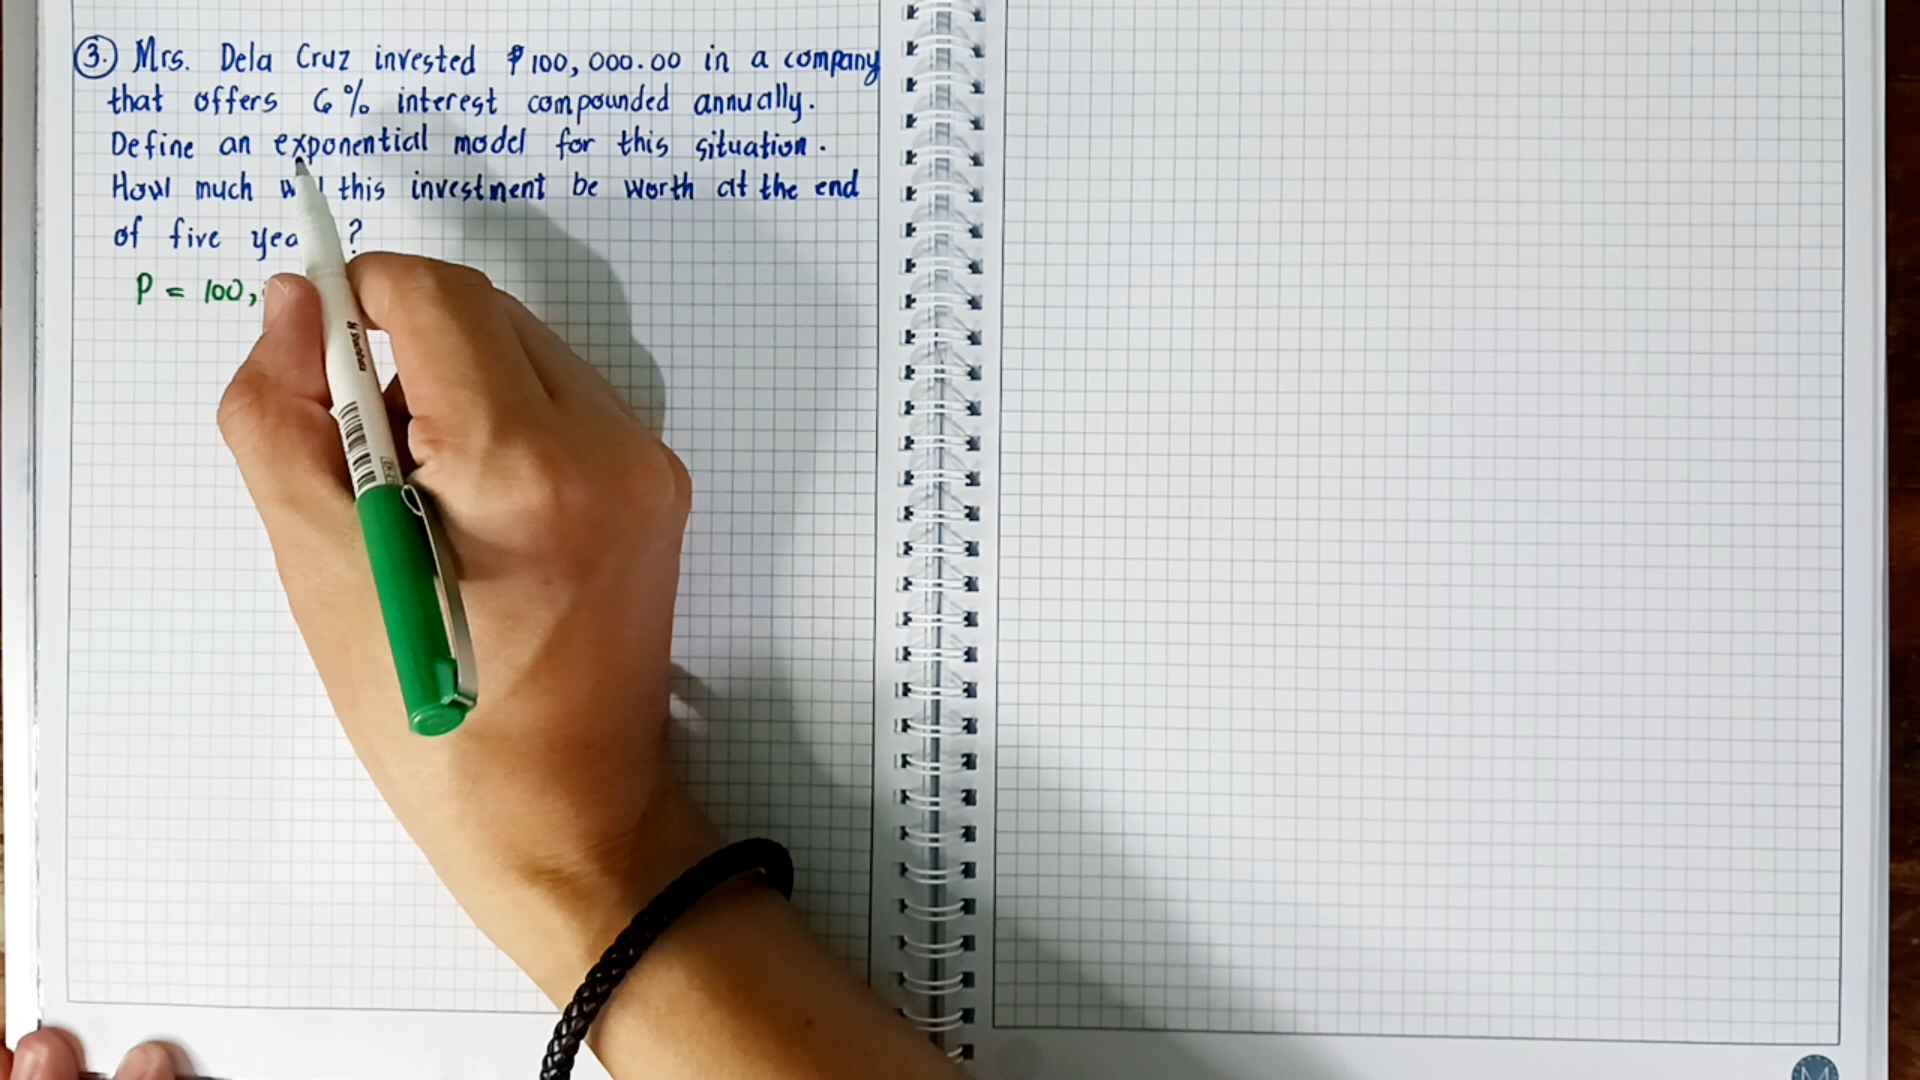 3. Mrs. Dela Cruz invested ₱100,000.00 in a company
that offers 6% interest compounded annually.
Define an exponential model for this situation.
How much this investment be worth at the end
of five ?
P = 100,